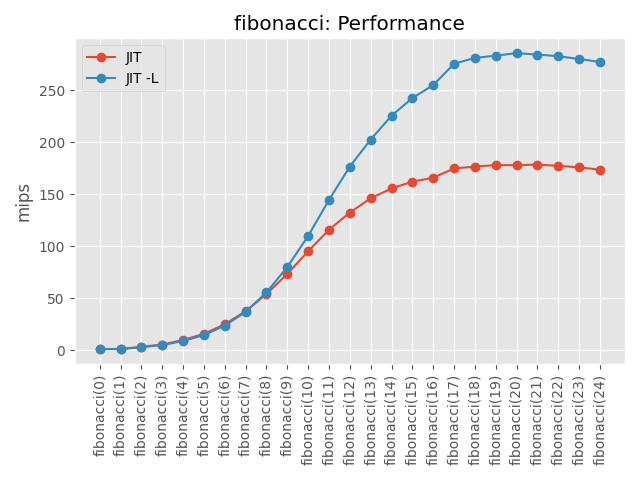 fibonacci: Performance
JIT
JIT -L
mips
250
200
150
100
50
0
fibonacci(0)
fibonacci(1)
fibonacci(2)
fibonacci(3)
fibonacci(4)
fibonacci(5)
fibonacci(6)
fibonacci(7)
fibonacci(8)
fibonacci(9)
fibonacci(10)
fibonacci(11)
fibonacci(12)
fibonacci(13)
fibonacci(14)
fibonacci(15)
fibonacci(16)
fibonacci(17)
fibonacci(18)
fibonacci(19)
fibonacci(20)
fibonacci(21)
fibonacci(22)
fibonacci(23)
fibonacci(24)